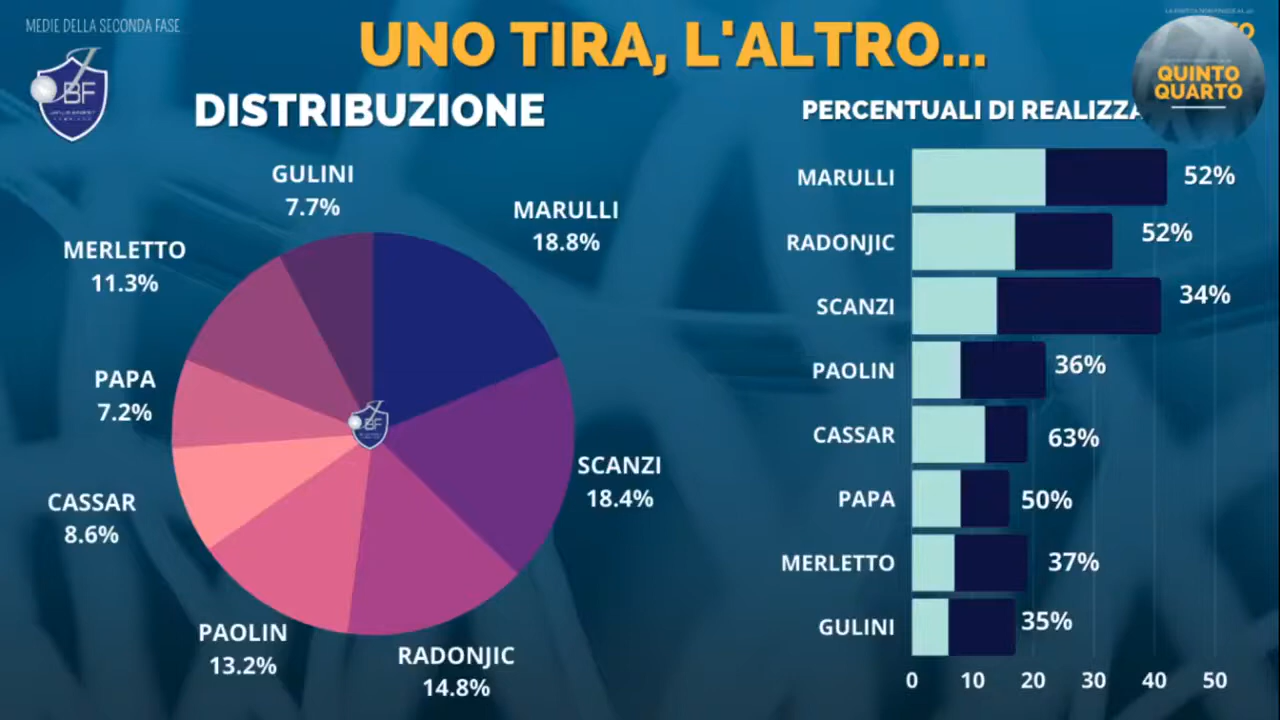 MEDIE DELLA SECONDA FASE
UNO TIRA, L'ALTRO...
QUINTO
QUARTO
BF
DISTRIBUZIONE
PERCENTUALI DI REALIZZA
GULINI
7.7%
MARULLI
18.8%
MERLETTO
11.3%
PAPA
7.2%
CASSAR
8.6%
PAOLIN
13.2%
RADONJIC
14.8%
SCANZI
18.4%
BF
MARULLI 52%
RADONJIC 52%
SCANZI 34%
PAOLIN 36%
CASSAR 63%
PAPA 50%
MERLETTO 37%
GULINI 35%
0 10 20 30 40 50